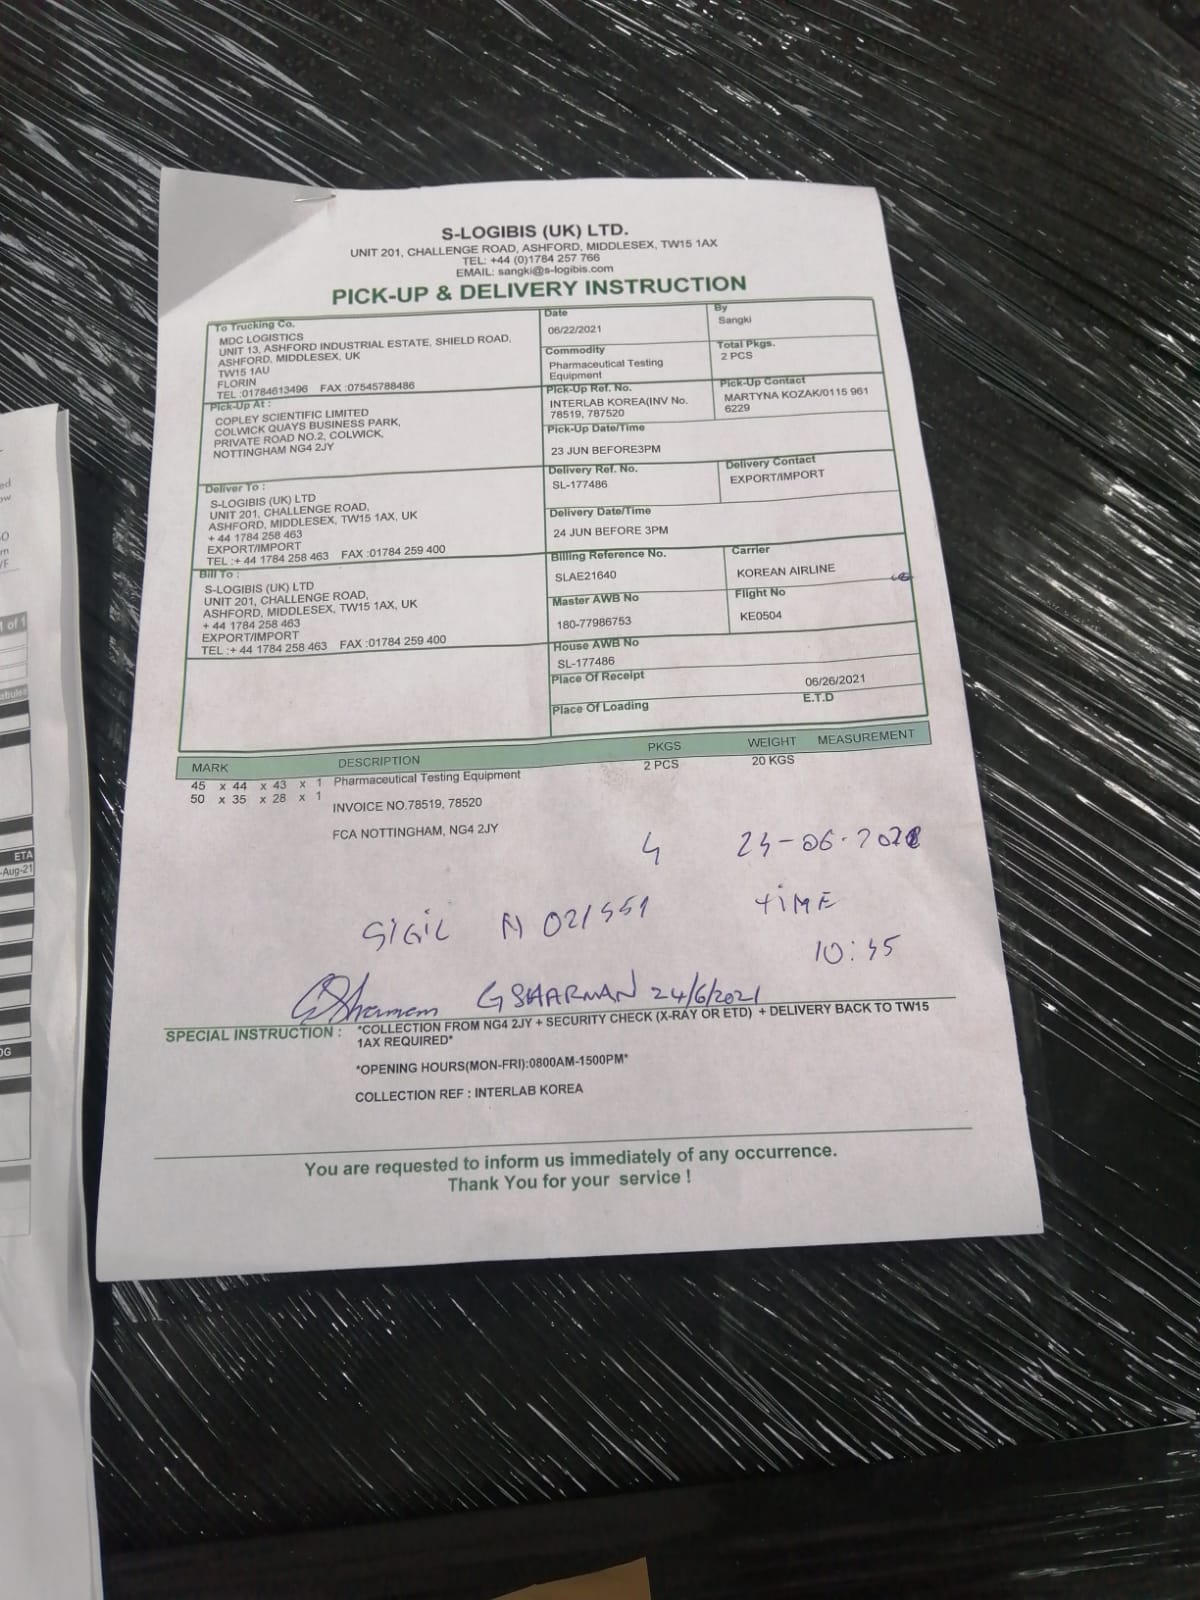 S-LOGIBIS (UK) LTD.
UNIT 201, CHALLENGE ROAD, ASHFORD, MIDDLESEX, TW15 1AX
TEL: +44 (0)1784 257 766
EMAIL: sangki@s-logibis.com
PICK-UP & DELIVERY INSTRUCTION
To Trucking Co.
MDC LOGISTICS
UNIT 13, ASHFORD INDUSTRIAL ESTATE, SHIELD ROAD,
ASHFORD, MIDDLESEX, UK
TW15 1AU
FLORIN
TEL :01784613496 FAX :07545788486
Date
06/22/2021
By
Sangki
Commodity
Pharmaceutical Testing
Equipment
Total Pkgs.
2 PCS
Pick-Up At :
COPLEY SCIENTIFIC LIMITED
COLWICK QUAYS BUSINESS PARK,
PRIVATE ROAD NO.2, COLWICK,
NOTTINGHAM NG4 2JY
Pick-Up Ref. No.
INTERLAB KOREA(INV No.
78519, 787520
Pick-Up Contact
MARTYNA KOZAK/0115 961
6229
Pick-Up Date/Time
23 JUN BEFORE3PM
Deliver To :
S-LOGIBIS (UK) LTD
UNIT 201, CHALLENGE ROAD,
ASHFORD, MIDDLESEX, TW15 1AX, UK
+ 44 1784 258 463
EXPORT/IMPORT
TEL :+ 44 1784 258 463 FAX :01784 259 400
Delivery Ref. No.
SL-177486
Delivery Contact
EXPORT/IMPORT
Delivery Date/Time
24 JUN BEFORE 3PM
Bill To :
S-LOGIBIS (UK) LTD
UNIT 201, CHALLENGE ROAD,
ASHFORD, MIDDLESEX, TW15 1AX, UK
+ 44 1784 258 463
EXPORT/IMPORT
TEL :+ 44 1784 258 463 FAX :01784 259 400
Billing Reference No.
SLAE21640
Carrier
KOREAN AIRLINE
Master AWB No
180-77986753
Flight No
KE0504
House AWB No
SL-177486
Place Of Receipt
06/26/2021
Place Of Loading E.T.D
MARK DESCRIPTION PKGS WEIGHT MEASUREMENT
45 x 44 x 43 x 1 Pharmaceutical Testing Equipment 2 PCS 20 KGS
50 x 35 x 28 x 1
INVOICE NO.78519, 78520
FCA NOTTINGHAM, NG4 2JY
SIGIL
TIME
G SHARMAN 24/6/2021
SPECIAL INSTRUCTION : *COLLECTION FROM NG4 2JY + SECURITY CHECK (X-RAY OR ETD) + DELIVERY BACK TO TW15
1AX REQUIRED*
*OPENING HOURS(MON-FRI):0800AM-1500PM*
COLLECTION REF : INTERLAB KOREA
You are requested to inform us immediately of any occurrence.
Thank You for your service !
1 of 1
ETA
-Aug-21